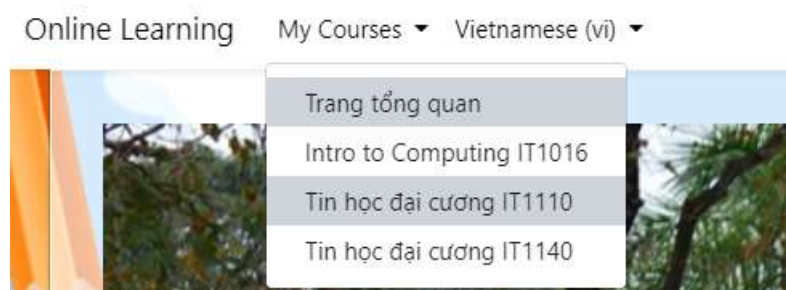 Online Learning My Courses Vietnamese (vi)
Trang tổng quan
Intro to Computing IT1016
Tin học đại cương IT1110
Tin học đại cương IT1140